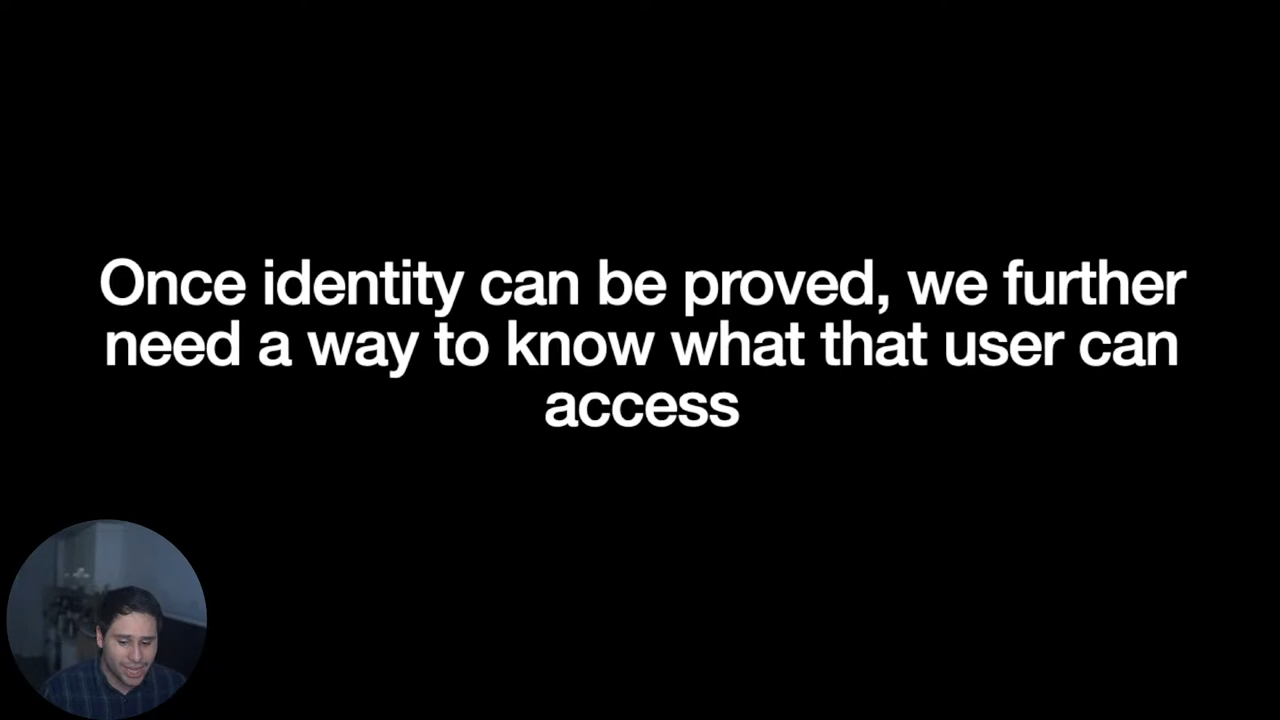 Once identity can be proved, we further
need a way to know what that user can
access